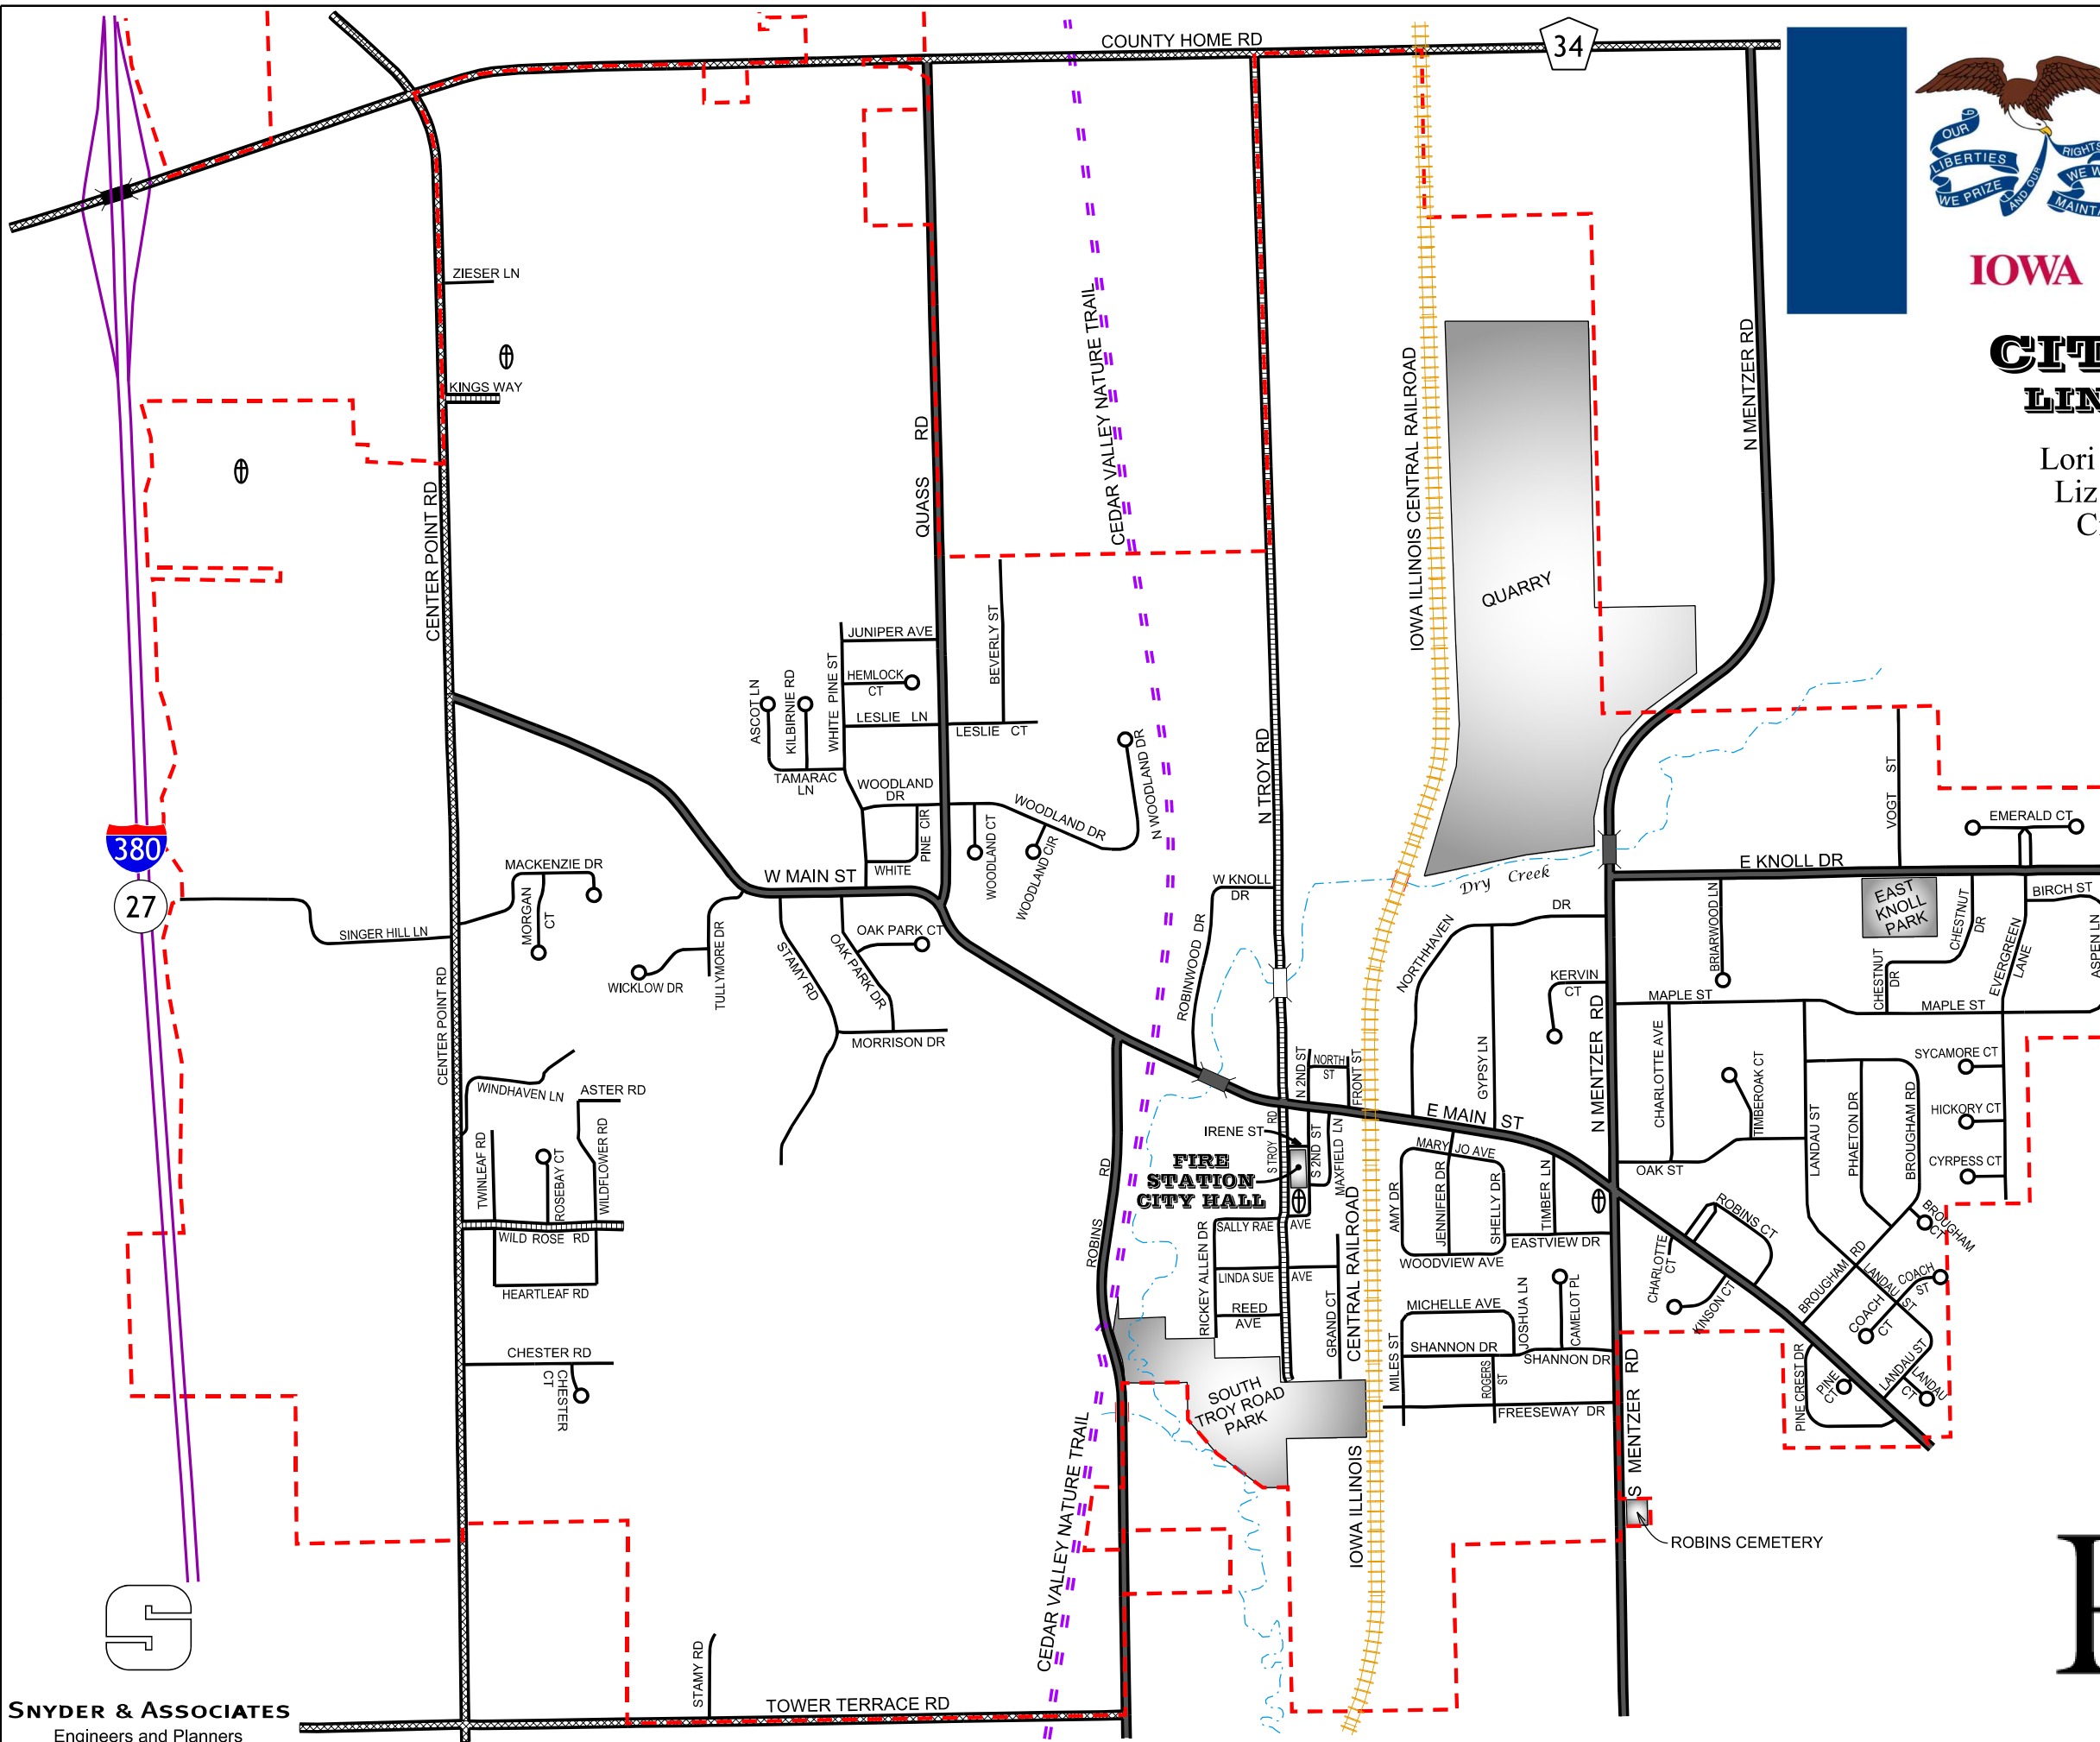 COUNTY HOME RD
34
OUR
LIBERTIES
WE PRIZE
AND OUR
RIGHTS
WE W
MAINTA
IOWA
CIT
LIN
Lori
Liz
C
ZIESER LN
KINGS WAY
CENTER POINT RD
QUASS RD
CEDAR VALLEY NATURE TRAIL
IOWA ILLINOIS CENTRAL RAILROAD
N MENTZER RD
QUARRY
JUNIPER AVE
HEMLOCK
CT
WHITE PINE ST
BEVERLY ST
ASCOT LN
KILBIRNIE RD
LESLIE LN
LESLIE CT
TAMARAC
LN
WOODLAND
DR
WOODLAND DR
N WOODLAND DR
N TROY RD
PINE CIR
WHITE
WOODLAND CT
WOODLAND CIR
VOGT ST
EMERALD CT
380
27
MACKENZIE DR
MORGAN
CT
SINGER HILL LN
W MAIN ST
W KNOLL
DR
Dry Creek
E KNOLL DR
EAST
KNOLL
PARK
CHESTNUT
DR
BIRCH ST
BRIARWOOD LN
EVERGREEN
LANE
ASPEN LN
CHESTNUT
DR
WICKLOW DR
TULLYMORE DR
STAMY RD
OAK PARK CT
OAK PARK DR
MORRISON DR
ROBINWOOD DR
NORTHHAVEN
DR
KERVIN
CT
MAPLE ST
MAPLE ST
CENTER POINT RD
N 2ND ST
NORTH
ST
FRONT ST
GYPSY LN
N MENTZER RD
CHARLOTTE AVE
TIMBEROAK CT
SYCAMORE CT
LANDAU ST
PHAETON DR
BROUGHAM RD
HICKORY CT
CYRPESS CT
WINDHAVEN LN
ASTER RD
TWINLEAF RD
ROSEBAY CT
WILDFLOWER RD
WILD ROSE RD
HEARTLEAF RD
CHESTER RD
CHESTER
CT
E MAIN ST
IRENE ST
S TROY RD
S 2ND ST
MAXFIELD LN
FIRE
STATION
CITY HALL
MARY JO AVE
AMY DR
JENNIFER DR
SHELLY DR
TIMBER LN
EASTVIEW DR
WOODVIEW AVE
OAK ST
ROBINS RD
SALLY RAE AVE
RICKEY ALLEN DR
LINDA SUE AVE
REED
AVE
GRAND CT
CENTRAL RAILROAD
IOWA ILLINOIS
MICHELLE AVE
JOSHUA LN
CAMELOT PL
MILES ST
SHANNON DR
SHANNON DR
ROGERS
ST
FREESEWAY DR
ROBINS CT
CHARLOTTE
CT
KINSON CT
BROUGHAM RD
BROUGHAM
CT
LANDAU ST
COACH
ST
COACH
CT
LANDAU ST
LANDAU
CT
PINE CREST DR
PINE
CT
SOUTH
TROY ROAD
PARK
CEDAR VALLEY NATURE TRAIL
S MENTZER RD
ROBINS CEMETERY
STAMY RD
TOWER TERRACE RD
S
SNYDER & ASSOCIATES
Engineers and Planners